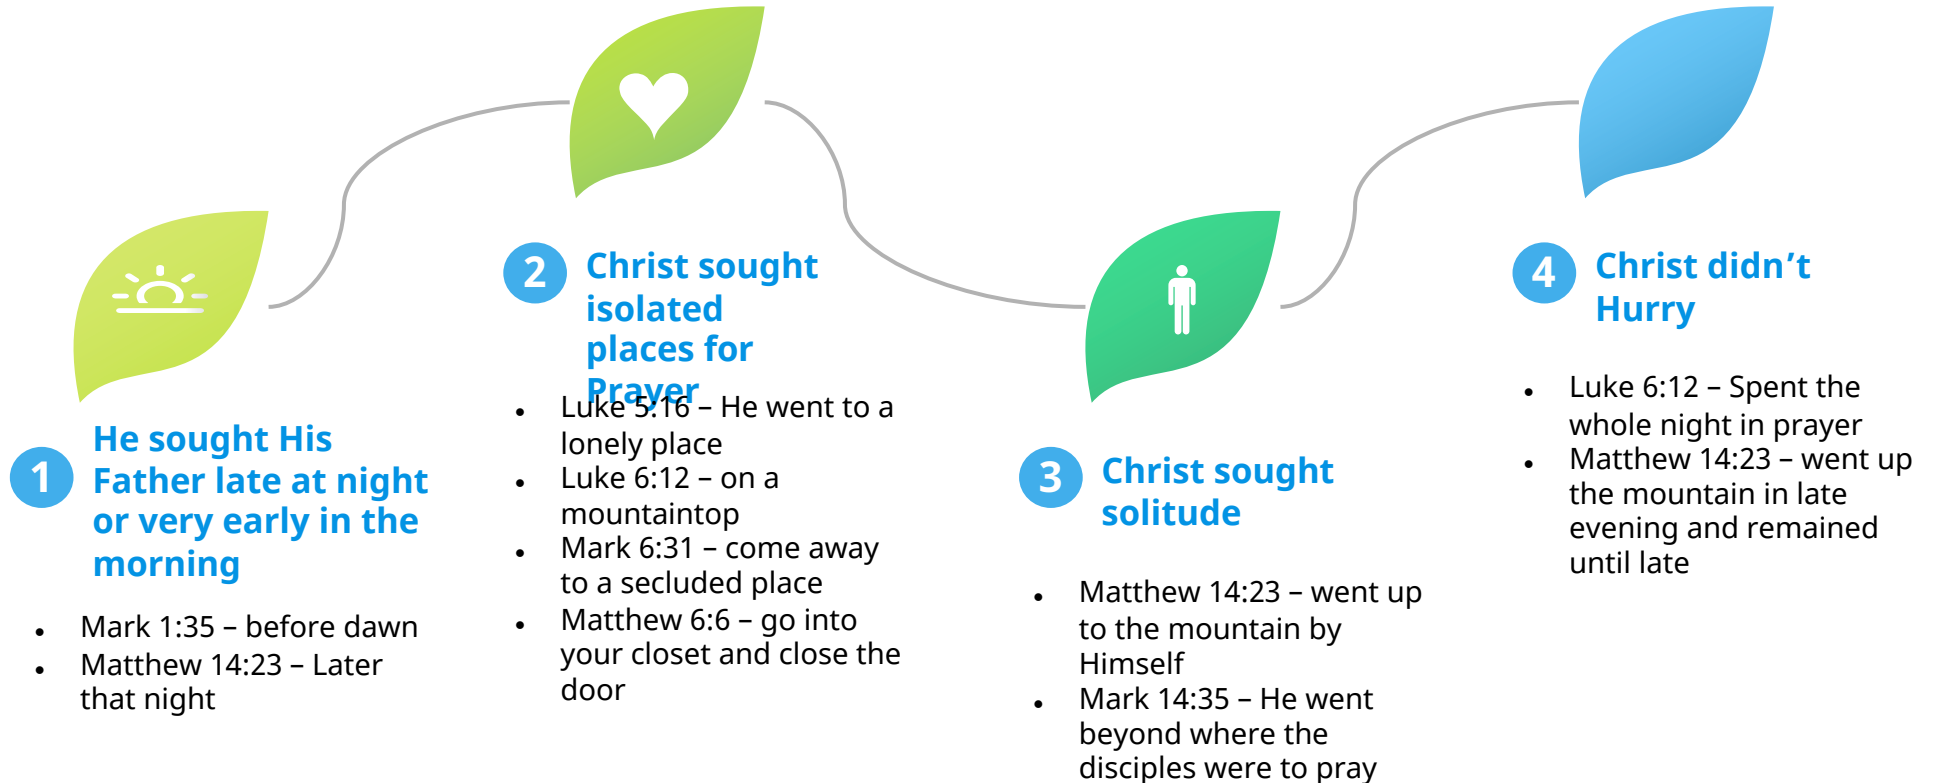 1
He sought His
Father late at night
or very early in the
morning
• Mark 1:35 – before dawn
• Matthew 14:23 – Later
that night
2
Christ sought
isolated
places for
Prayer
• Luke 5:16 – He went to a
lonely place
• Luke 6:12 – on a
mountaintop
• Mark 6:31 – come away
to a secluded place
• Matthew 6:6 – go into
your closet and close the
door
3
Christ sought
solitude
• Matthew 14:23 – went up
to the mountain by
Himself
• Mark 14:35 – He went
beyond where the
disciples were to pray
4
Christ didn’t
Hurry
• Luke 6:12 – Spent the
whole night in prayer
• Matthew 14:23 – went up
the mountain in late
evening and remained
until late